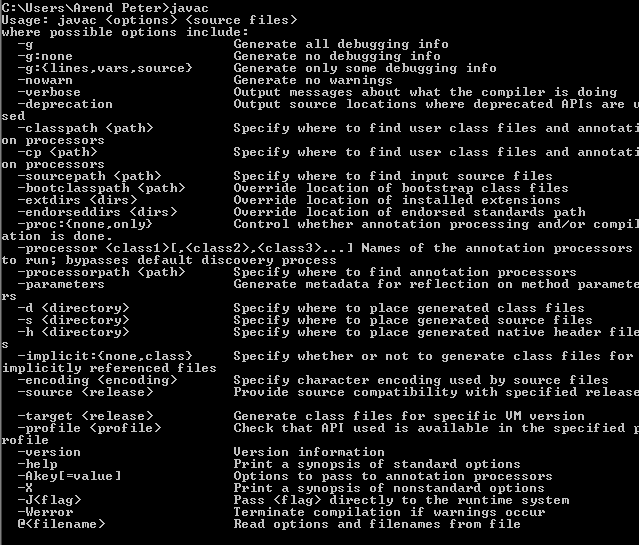 C:\Users\Arend Peter>javac
Usage: javac <options> <source files>
where possible options include:
  -g                         Generate all debugging info
  -g:none                    Generate no debugging info
  -g:{lines,vars,source}     Generate only some debugging info
  -nowarn                    Generate no warnings
  -verbose                   Output messages about what the compiler is doing
  -deprecation               Output source locations where deprecated APIs are u
sed
  -classpath <path>          Specify where to find user class files and annotati
on processors
  -cp <path>                 Specify where to find user class files and annotati
on processors
  -sourcepath <path>         Specify where to find input source files
  -bootclasspath <path>      Override location of bootstrap class files
  -extdirs <dirs>            Override location of installed extensions
  -endorseddirs <dirs>       Override location of endorsed standards path
  -proc:{none,only}          Control whether annotation processing and/or compil
ation is done.
  -processor <class1>[,<class2>,<class3>...] Names of the annotation processors
to run; bypasses default discovery process
  -processorpath <path>      Specify where to find annotation processors
  -parameters                Generate metadata for reflection on method paramete
rs
  -d <directory>             Specify where to place generated class files
  -s <directory>             Specify where to place generated source files
  -h <directory>             Specify where to place generated native header file
s
  -implicit:{none,class}     Specify whether or not to generate class files for
implicitly referenced files
  -encoding <encoding>       Specify character encoding used by source files
  -source <release>          Provide source compatibility with specified release
  -target <release>          Generate class files for specific VM version
  -profile <profile>         Check that API used is available in the specified p
rofile
  -version                   Version information
  -help                      Print a synopsis of standard options
  -Akey[=value]              Options to pass to annotation processors
  -X                         Print a synopsis of nonstandard options
  -J<flag>                   Pass <flag> directly to the runtime system
  -Werror                    Terminate compilation if warnings occur
  @<filename>                Read options and filenames from file